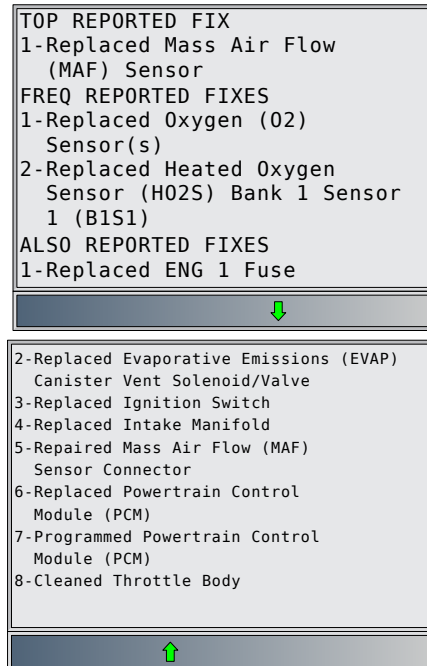 TOP REPORTED FIX
1-Replaced Mass Air Flow
(MAF) Sensor
FREQ REPORTED FIXES
1-Replaced Oxygen (O2)
Sensor(s)
2-Replaced Heated Oxygen
Sensor (HO2S) Bank 1 Sensor
1 (B1S1)
ALSO REPORTED FIXES
1-Replaced ENG 1 Fuse
2-Replaced Evaporative Emissions (EVAP)
Canister Vent Solenoid/Valve
3-Replaced Ignition Switch
4-Replaced Intake Manifold
5-Repaired Mass Air Flow (MAF)
Sensor Connector
6-Replaced Powertrain Control
Module (PCM)
7-Programmed Powertrain Control
Module (PCM)
8-Cleaned Throttle Body